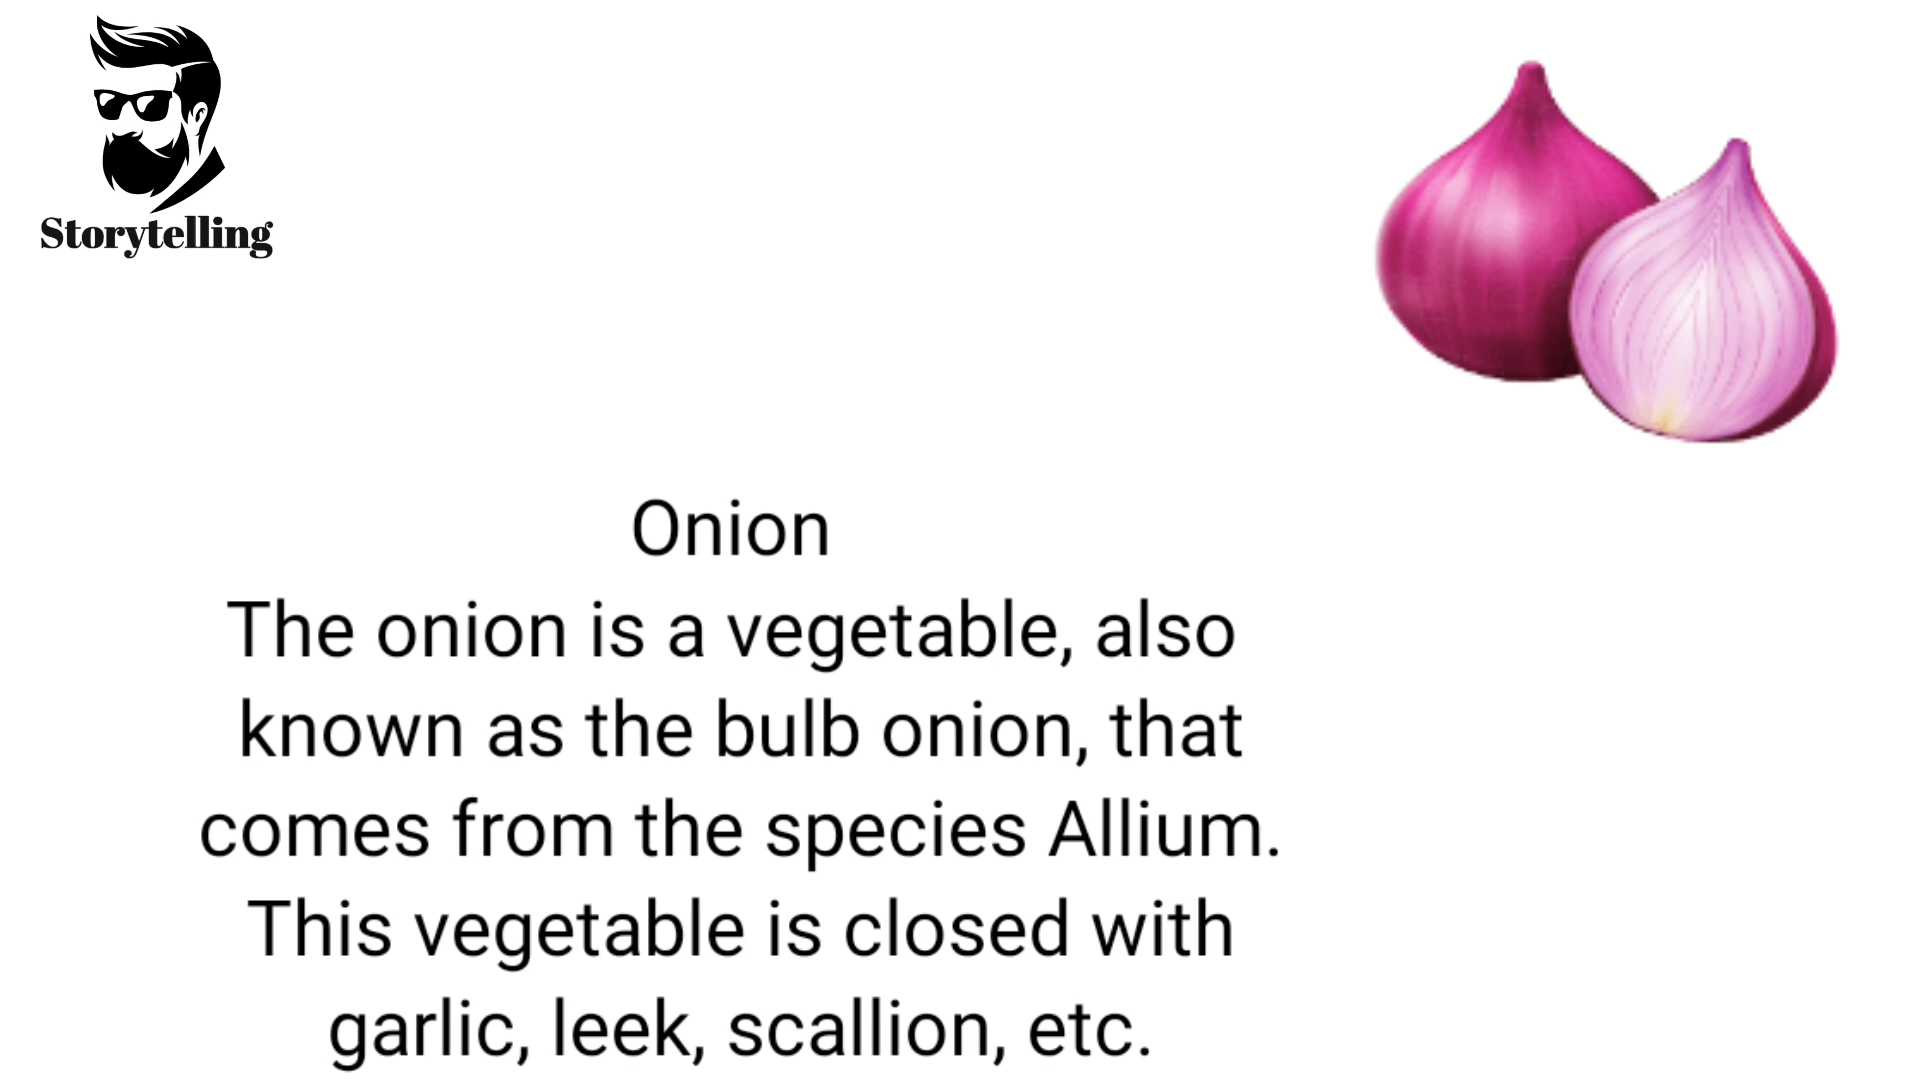 Storytelling
Onion
The onion is a vegetable, also
known as the bulb onion, that
comes from the species Allium.
This vegetable is closed with
garlic, leek, scallion, etc.